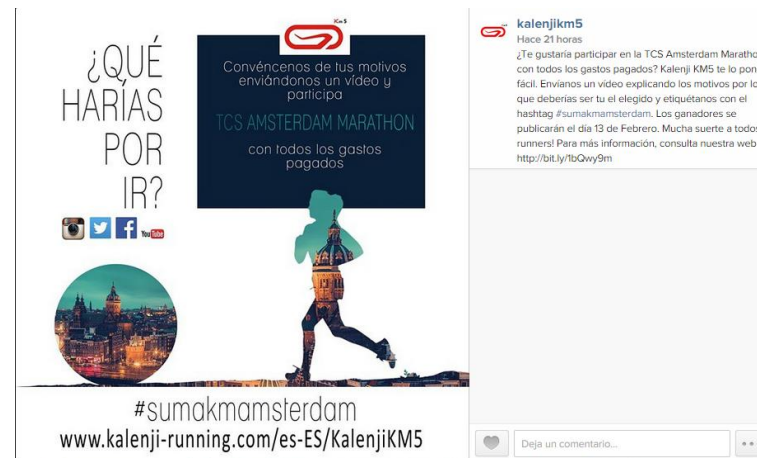 ¿QUÉ
HARÍAS
POR
IR?
You Tube
Km 5
Convéncenos de tus motivos
enviándonos un vídeo y
participa
TCS AMSTERDAM MARATHON
con todos los gastos
pagados
#sumakmamsterdam
www.kalenji-running.com/es-ES/KalenjiKM5
kalenjikm5
Hace 21 horas
¿Te gustaría participar en la TCS Amsterdam Maratho
con todos los gastos pagados? Kalenji KM5 te lo pon
fácil. Envíanos un vídeo explicando los motivos por lo
que deberías ser tu el elegido y etiquétanos con el
hashtag #sumakmamsterdam. Los ganadores se
publicarán el día 13 de Febrero. Mucha suerte a todos
runners! Para más información, consulta nuestra web
http://bit.ly/1bQwy9m
Deja un comentario...